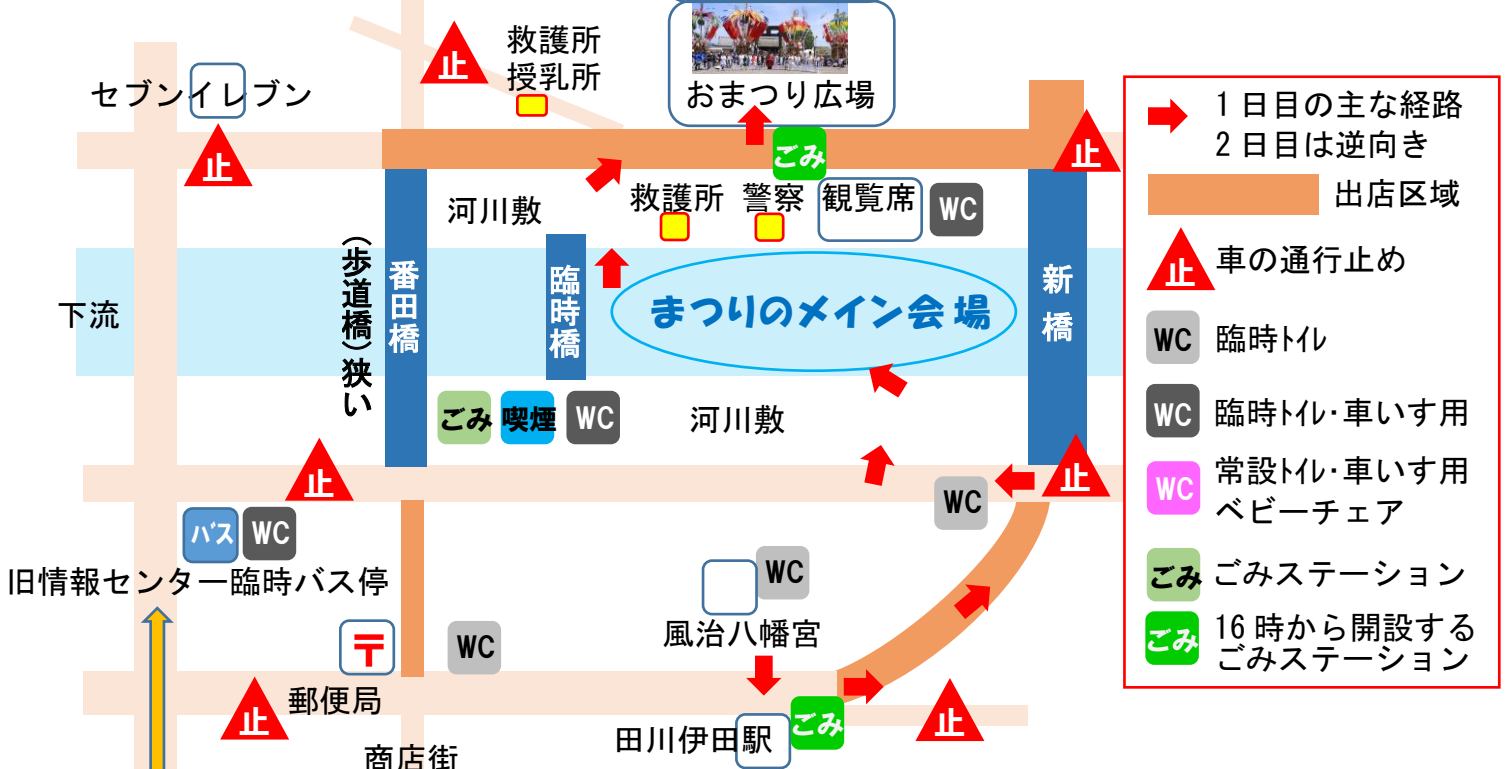 救護所
授乳所
止
おまつり広場
セブンイレブン
止
ごみ
止
河川敷
救護所
警察
観覧席
WC
(歩道橋)狭い
番田橋
臨時橋
まつりのメイン会場
新橋
下流
ごみ
喫煙
WC
河川敷
止
止
WC
バス
WC
旧情報センター臨時バス停
WC
風治八幡宮
〒
WC
郵便局
止
ごみ
田川伊田駅
止
商店街
1日目の主な経路
2日目は逆向き
出店区域
止
車の通行止め
WC
臨時ﾄｲﾚ
WC
臨時ﾄｲﾚ･車いす用
WC
常設ﾄｲﾚ･車いす用
ベビーチェア
ごみ
ごみステーション
ごみ
16時から開設する
ごみステーション